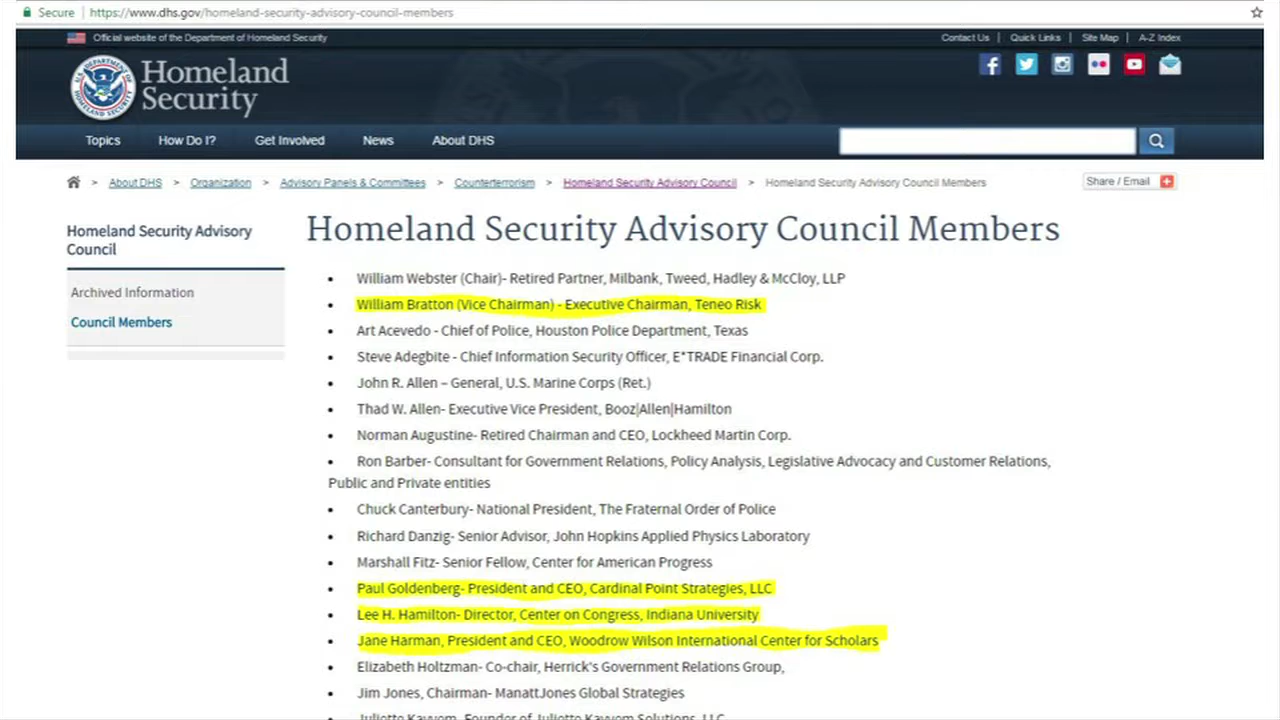 Secure | https://www.dhs.gov/homeland-security-advisory-council-members
Official website of the Department of Homeland Security
Contact Us | Quick Links | Site Map | A-Z Index
Homeland
Security
Topics How Do I? Get Involved News About DHS
> About DHS > Organization > Advisory Panels & Committees > Counterterrorism > Homeland Security Advisory Council > Homeland Security Advisory Council Members
Share / Email
Homeland Security Advisory
Council
Archived Information
Council Members
Homeland Security Advisory Council Members
• William Webster (Chair)- Retired Partner, Milbank, Tweed, Hadley & McCloy, LLP
• William Bratton (Vice Chairman) - Executive Chairman, Teneo Risk
• Art Acevedo - Chief of Police, Houston Police Department, Texas
• Steve Adegbite - Chief Information Security Officer, E*TRADE Financial Corp.
• John R. Allen – General, U.S. Marine Corps (Ret.)
• Thad W. Allen- Executive Vice President, Booz|Allen|Hamilton
• Norman Augustine- Retired Chairman and CEO, Lockheed Martin Corp.
• Ron Barber- Consultant for Government Relations, Policy Analysis, Legislative Advocacy and Customer Relations,
Public and Private entities
• Chuck Canterbury- National President, The Fraternal Order of Police
• Richard Danzig- Senior Advisor, John Hopkins Applied Physics Laboratory
• Marshall Fitz- Senior Fellow, Center for American Progress
• Paul Goldenberg- President and CEO, Cardinal Point Strategies, LLC
• Lee H. Hamilton- Director, Center on Congress, Indiana University
• Jane Harman, President and CEO, Woodrow Wilson International Center for Scholars
• Elizabeth Holtzman- Co-chair, Herrick's Government Relations Group,
• Jim Jones, Chairman- ManattJones Global Strategies
Juliette Kayyem- Founder of Juliette Kayyem Solutions, LLC